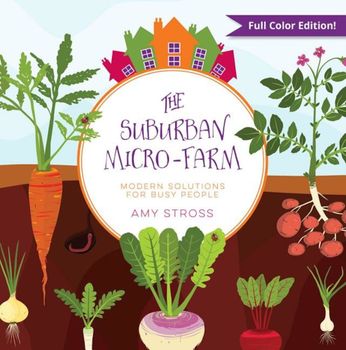 Full Color Edition!
THE
SUBURBAN
MICRO-FARM
MODERN SOLUTIONS
FOR BUSY PEOPLE
AMY STROSS